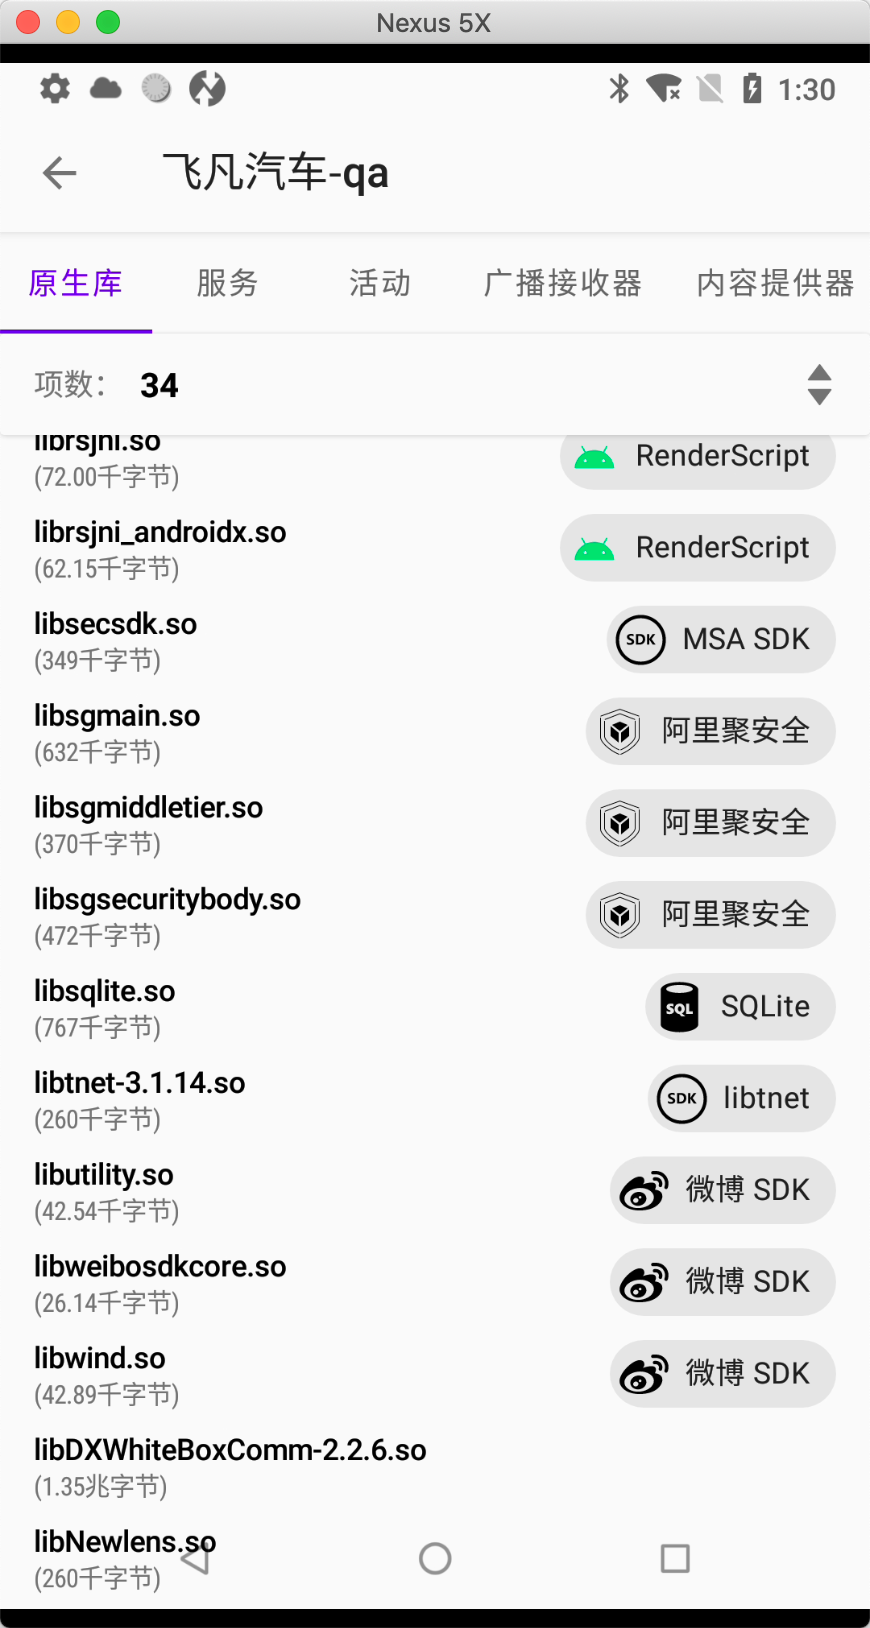 Nexus 5X
1:30
飞凡汽车-qa
原生库 服务 活动 广播接收器 内容提供器
项数： 34
librsjni.so
(72.00千字节)
RenderScript
librsjni_androidx.so
(62.15千字节)
RenderScript
libsecsdk.so
(349千字节)
SDK MSA SDK
libsgmain.so
(632千字节)
阿里聚安全
libsgmiddletier.so
(370千字节)
阿里聚安全
libsgsecuritybody.so
(472千字节)
阿里聚安全
libsqlite.so
(767千字节)
SQL SQLite
libtnet-3.1.14.so
(260千字节)
SDK libtnet
libutility.so
(42.54千字节)
微博 SDK
libweibosdkcore.so
(26.14千字节)
微博 SDK
libwind.so
(42.89千字节)
微博 SDK
libDXWhiteBoxComm-2.2.6.so
(1.35兆字节)
libNewlens.so
(260千字节)